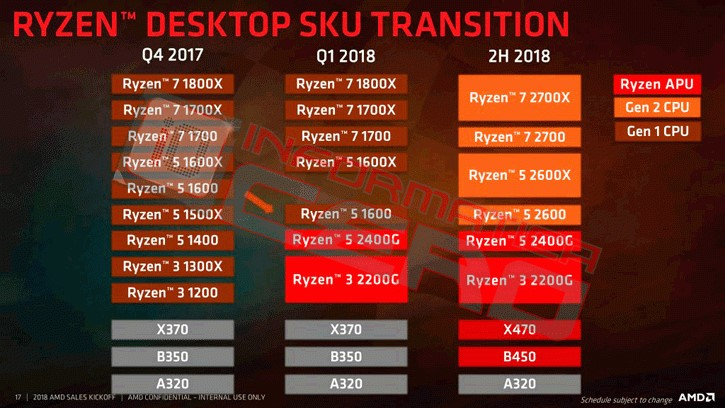 RYZEN™ DESKTOP SKU TRANSITION
Q4 2017
Ryzen™ 7 1800X
Ryzen™ 7 1700X
Ryzen™ 7 1700
Ryzen™ 5 1600X
Ryzen™ 5 1600
Ryzen™ 5 1500X
Ryzen™ 5 1400
Ryzen™ 3 1300X
Ryzen™ 3 1200
X370
B350
A320
Q1 2018
Ryzen™ 7 1800X
Ryzen™ 7 1700X
Ryzen™ 7 1700
Ryzen™ 5 1600X
Ryzen™ 5 1600
Ryzen™ 5 2400G
Ryzen™ 3 2200G
X370
B350
A320
2H 2018
Ryzen™ 7 2700X
Ryzen™ 7 2700
Ryzen™ 5 2600X
Ryzen™ 5 2600
Ryzen™ 5 2400G
Ryzen™ 3 2200G
X470
B450
A320
Ryzen APU
Gen 2 CPU
Gen 1 CPU
INFORMATICA
CERO
17 | 2018 AMD SALES KICKOFF | AMD CONFIDENTIAL – INTERNAL USE ONLY
Schedule subject to change
AMD